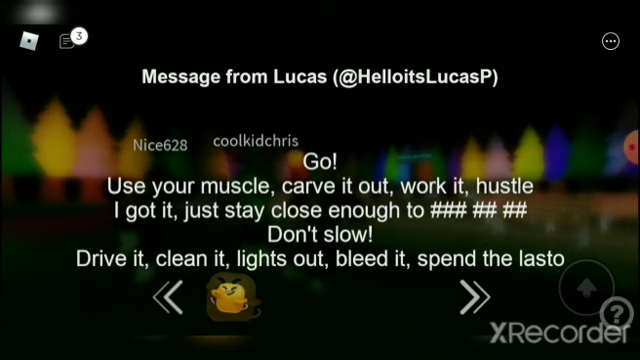 3
Message from Lucas (@HelloitsLucasP)
Nice628 coolkidchris
Go!
Use your muscle, carve it out, work it, hustle
I got it, just stay close enough to ### ## ##
Don't slow!
Drive it, clean it, lights out, bleed it, spend the lasto
?
XRecorder